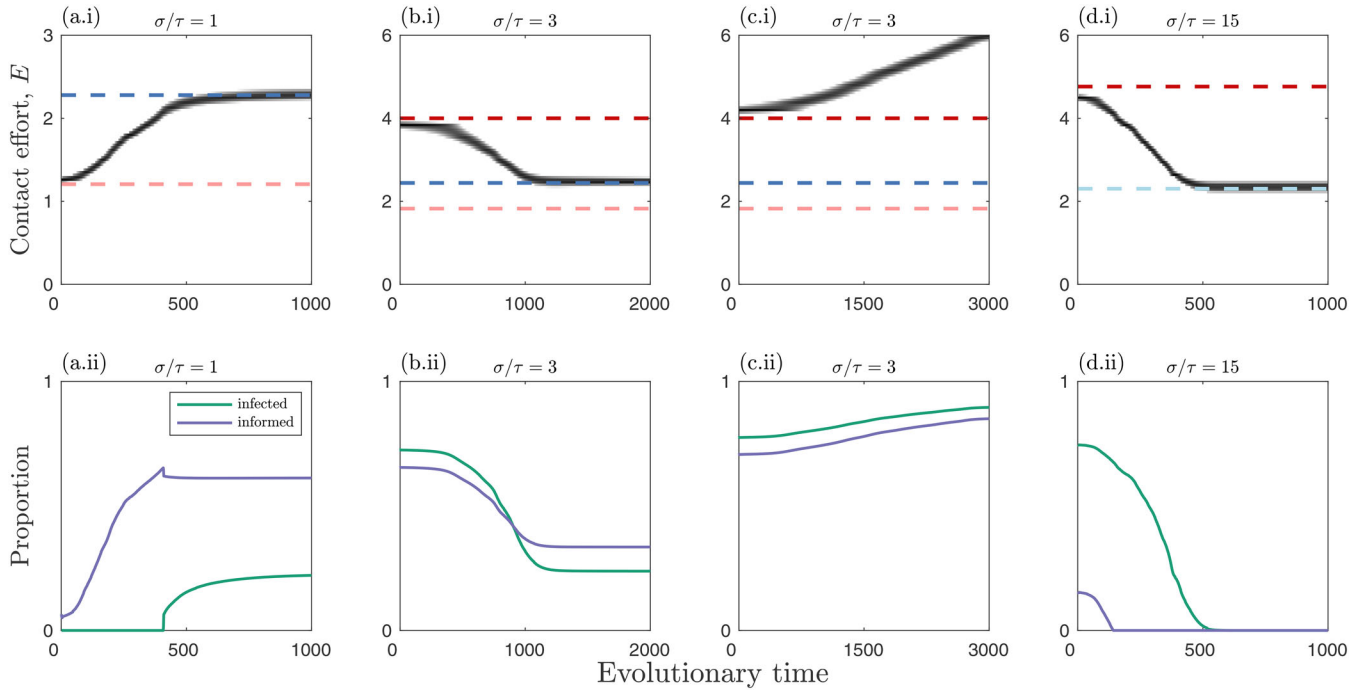 (a.i) σ/τ = 1
(b.i) σ/τ = 3
(c.i) σ/τ = 3
(d.i) σ/τ = 15
Contact effort, E
3
2
1
0
0 500 1000
6
4
2
0
0 1000 2000
6
4
2
0
0 1500 3000
6
4
2
0
0 500 1000
(a.ii) σ/τ = 1
(b.ii) σ/τ = 3
(c.ii) σ/τ = 3
(d.ii) σ/τ = 15
Proportion
infected
informed
1
0
0 500 1000
1
0
0 1000 2000
1
0
0 1500 3000
1
0
0 500 1000
Evolutionary time